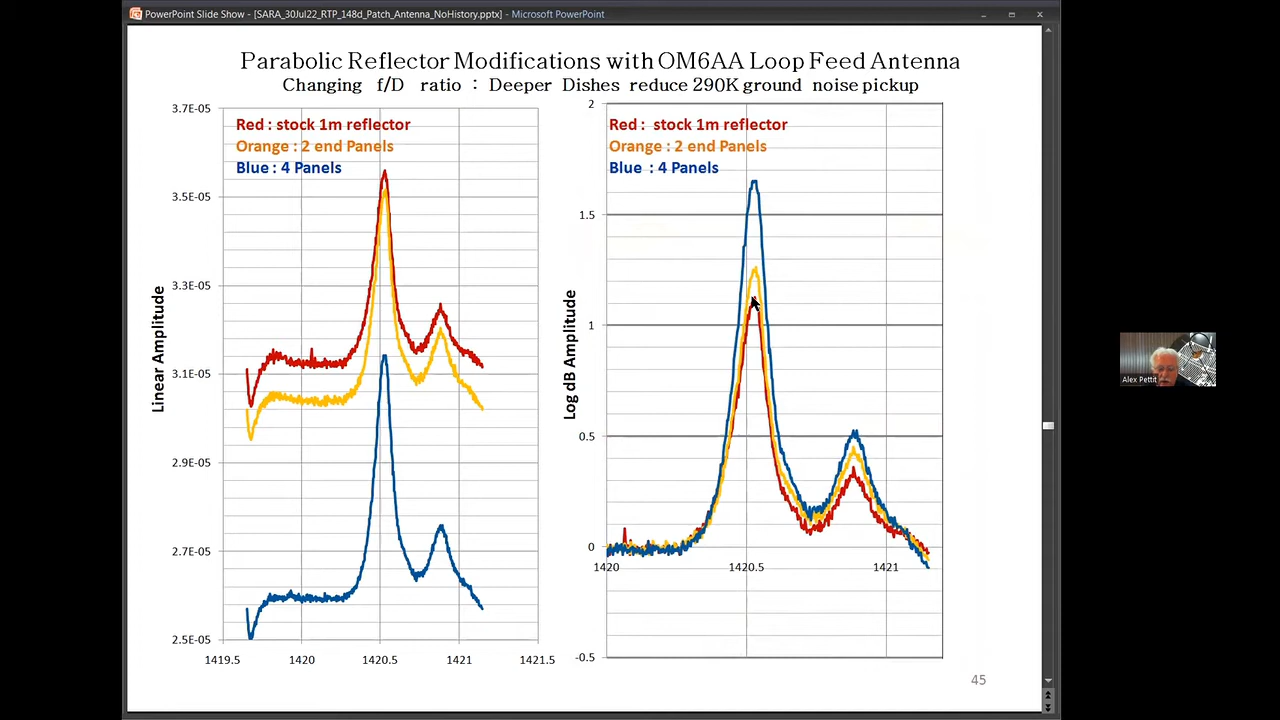 PowerPoint Slide Show - [SARA_30Jul22_RTP_148d_Patch_Antenna_NoHistory.pptx] - Microsoft PowerPoint
Parabolic Reflector Modifications with OM6AA Loop Feed Antenna
Changing f/D ratio : Deeper Dishes reduce 290K ground noise pickup
Red : stock 1m reflector
Orange : 2 end Panels
Blue : 4 Panels
Linear Amplitude
3.7E-05
3.5E-05
3.3E-05
3.1E-05
2.9E-05
2.7E-05
2.5E-05
1419.5
1420
1420.5
1421
1421.5
Red : stock 1m reflector
Orange : 2 end Panels
Blue : 4 Panels
Log dB Amplitude
2
1.5
1
0.5
0
-0.5
1420
1420.5
1421
45
Alex Pettit